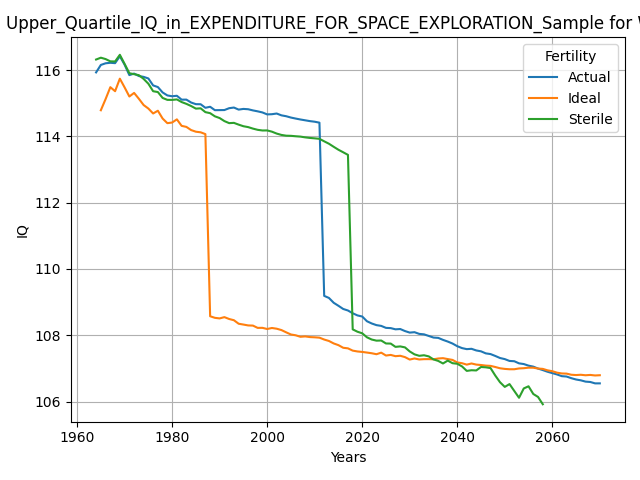 Upper_Quartile_IQ_in_EXPENDITURE_FOR_SPACE_EXPLORATION_Sample for
Fertility
Actual
Ideal
Sterile
116
114
112
110
108
106
IQ
1960
1980
2000
2020
2040
2060
Years